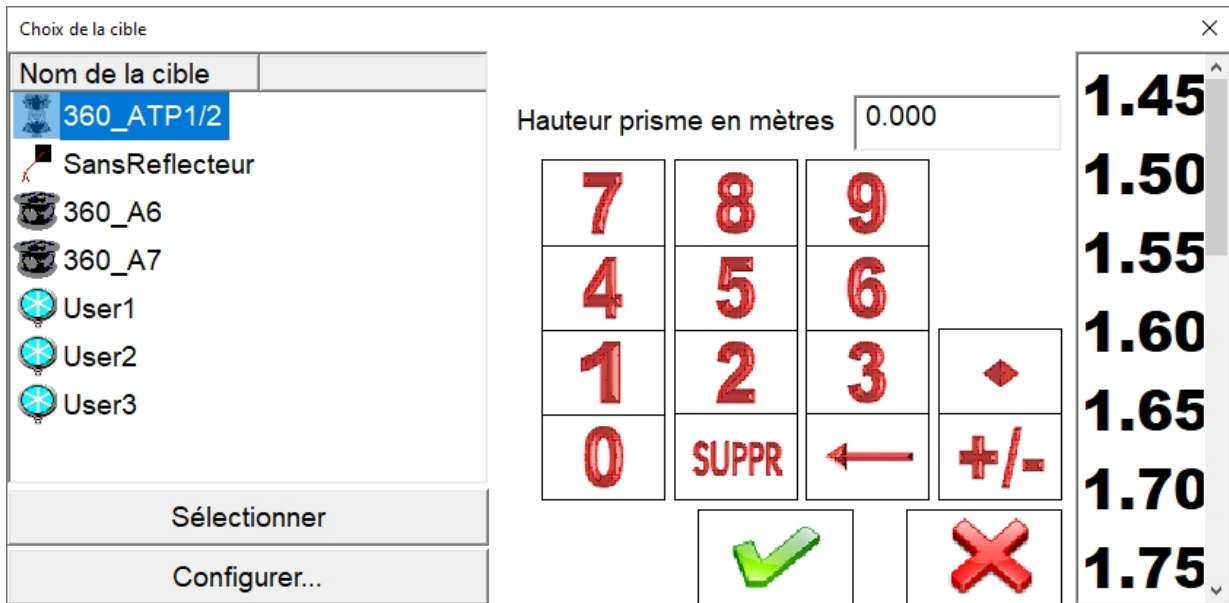 Choix de la cible
Nom de la cible
360_ATP1/2
SansReflecteur
360_A6
360_A7
User1
User2
User3
Sélectionner
Configurer...
Hauteur prisme en mètres 0.000
7 8 9
4 5 6
1 2 3
0 SUPPR +/-
1.45
1.50
1.55
1.60
1.65
1.70
1.75